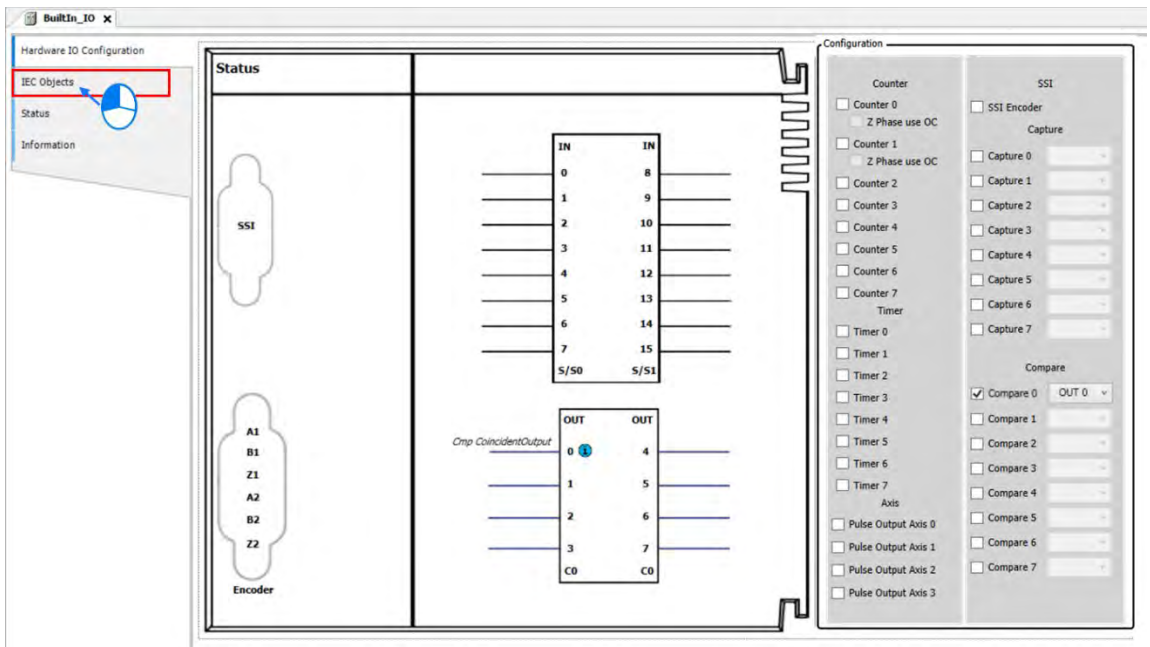 BuiltIn_IO x
Hardware IO Configuration
IEC Objects
Status
Information
Status
SSI
A1
B1
Z1
A2
B2
Z2
Encoder
IN IN
0 8
1 9
2 10
3 11
4 12
5 13
6 14
7 15
S/S0 S/S1
OUT OUT
Cmp CoincidentOutput 0 1 4
1 5
2 6
3 7
C0 C0
Configuration
Counter
Counter 0
Z Phase use OC
Counter 1
Z Phase use OC
Counter 2
Counter 3
Counter 4
Counter 5
Counter 6
Counter 7
Timer
Timer 0
Timer 1
Timer 2
Timer 3
Timer 4
Timer 5
Timer 6
Timer 7
Axis
Pulse Output Axis 0
Pulse Output Axis 1
Pulse Output Axis 2
Pulse Output Axis 3
SSI
SSI Encoder
Capture
Capture 0
Capture 1
Capture 2
Capture 3
Capture 4
Capture 5
Capture 6
Capture 7
Compare
Compare 0 OUT 0
Compare 1
Compare 2
Compare 3
Compare 4
Compare 5
Compare 6
Compare 7